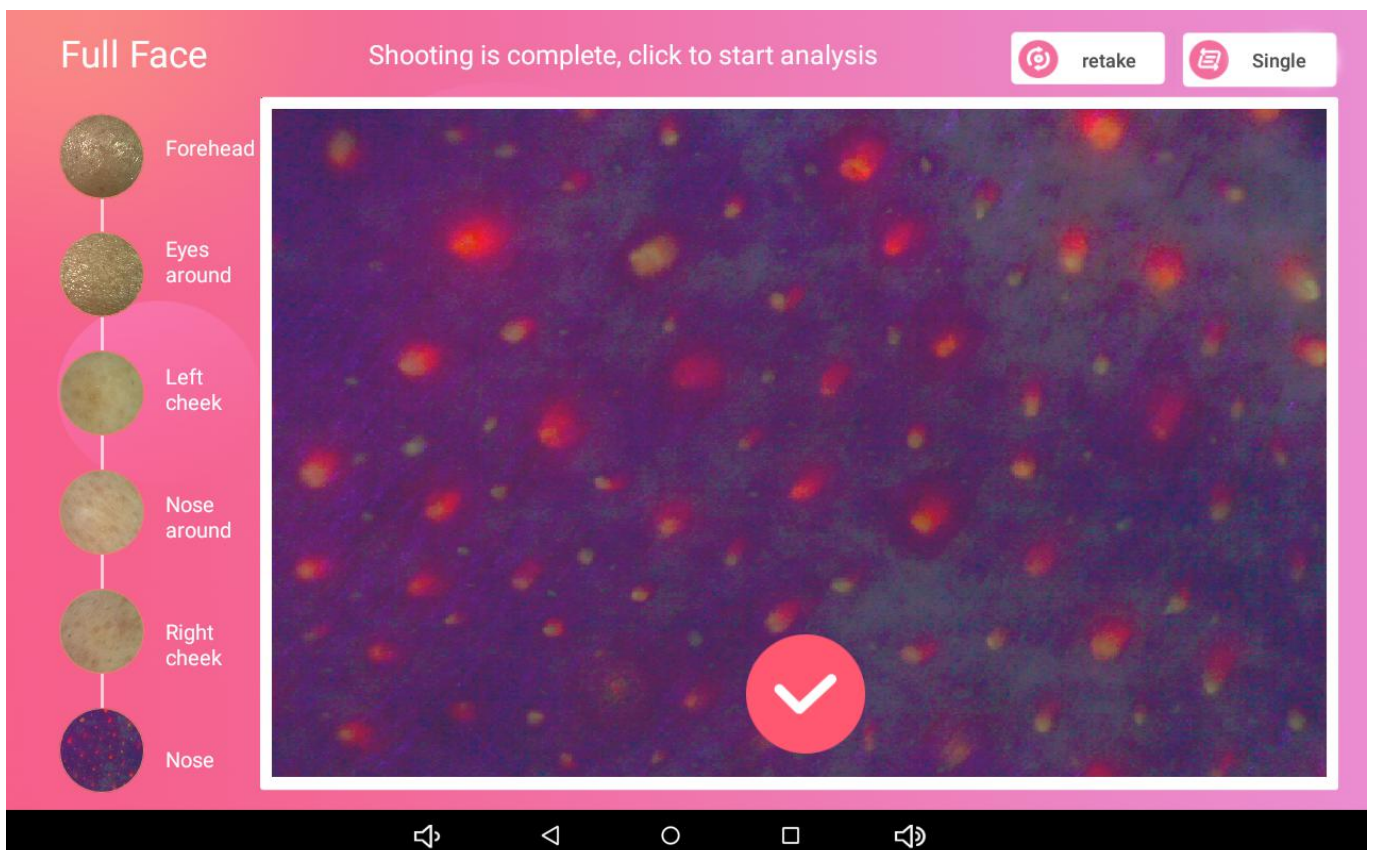 Full Face
Shooting is complete, click to start analysis
retake
Single
Forehead
Eyes
around
Left
cheek
Nose
around
Right
cheek
Nose